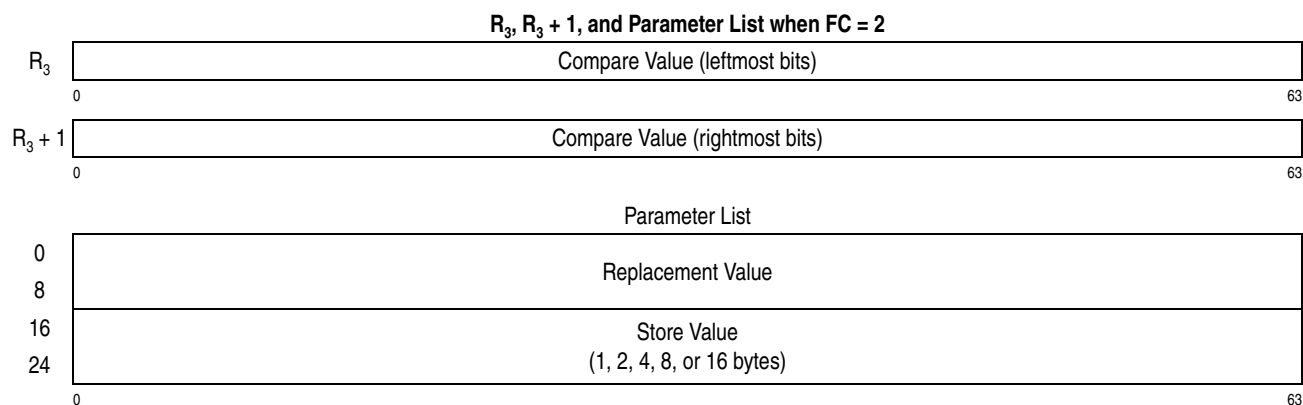 R3, R3 + 1, and Parameter List when FC = 2
R3 Compare Value (leftmost bits)
0 63
R3 + 1 Compare Value (rightmost bits)
0 63
Parameter List
0
Replacement Value
8
16
Store Value
(1, 2, 4, 8, or 16 bytes)
24
0 63